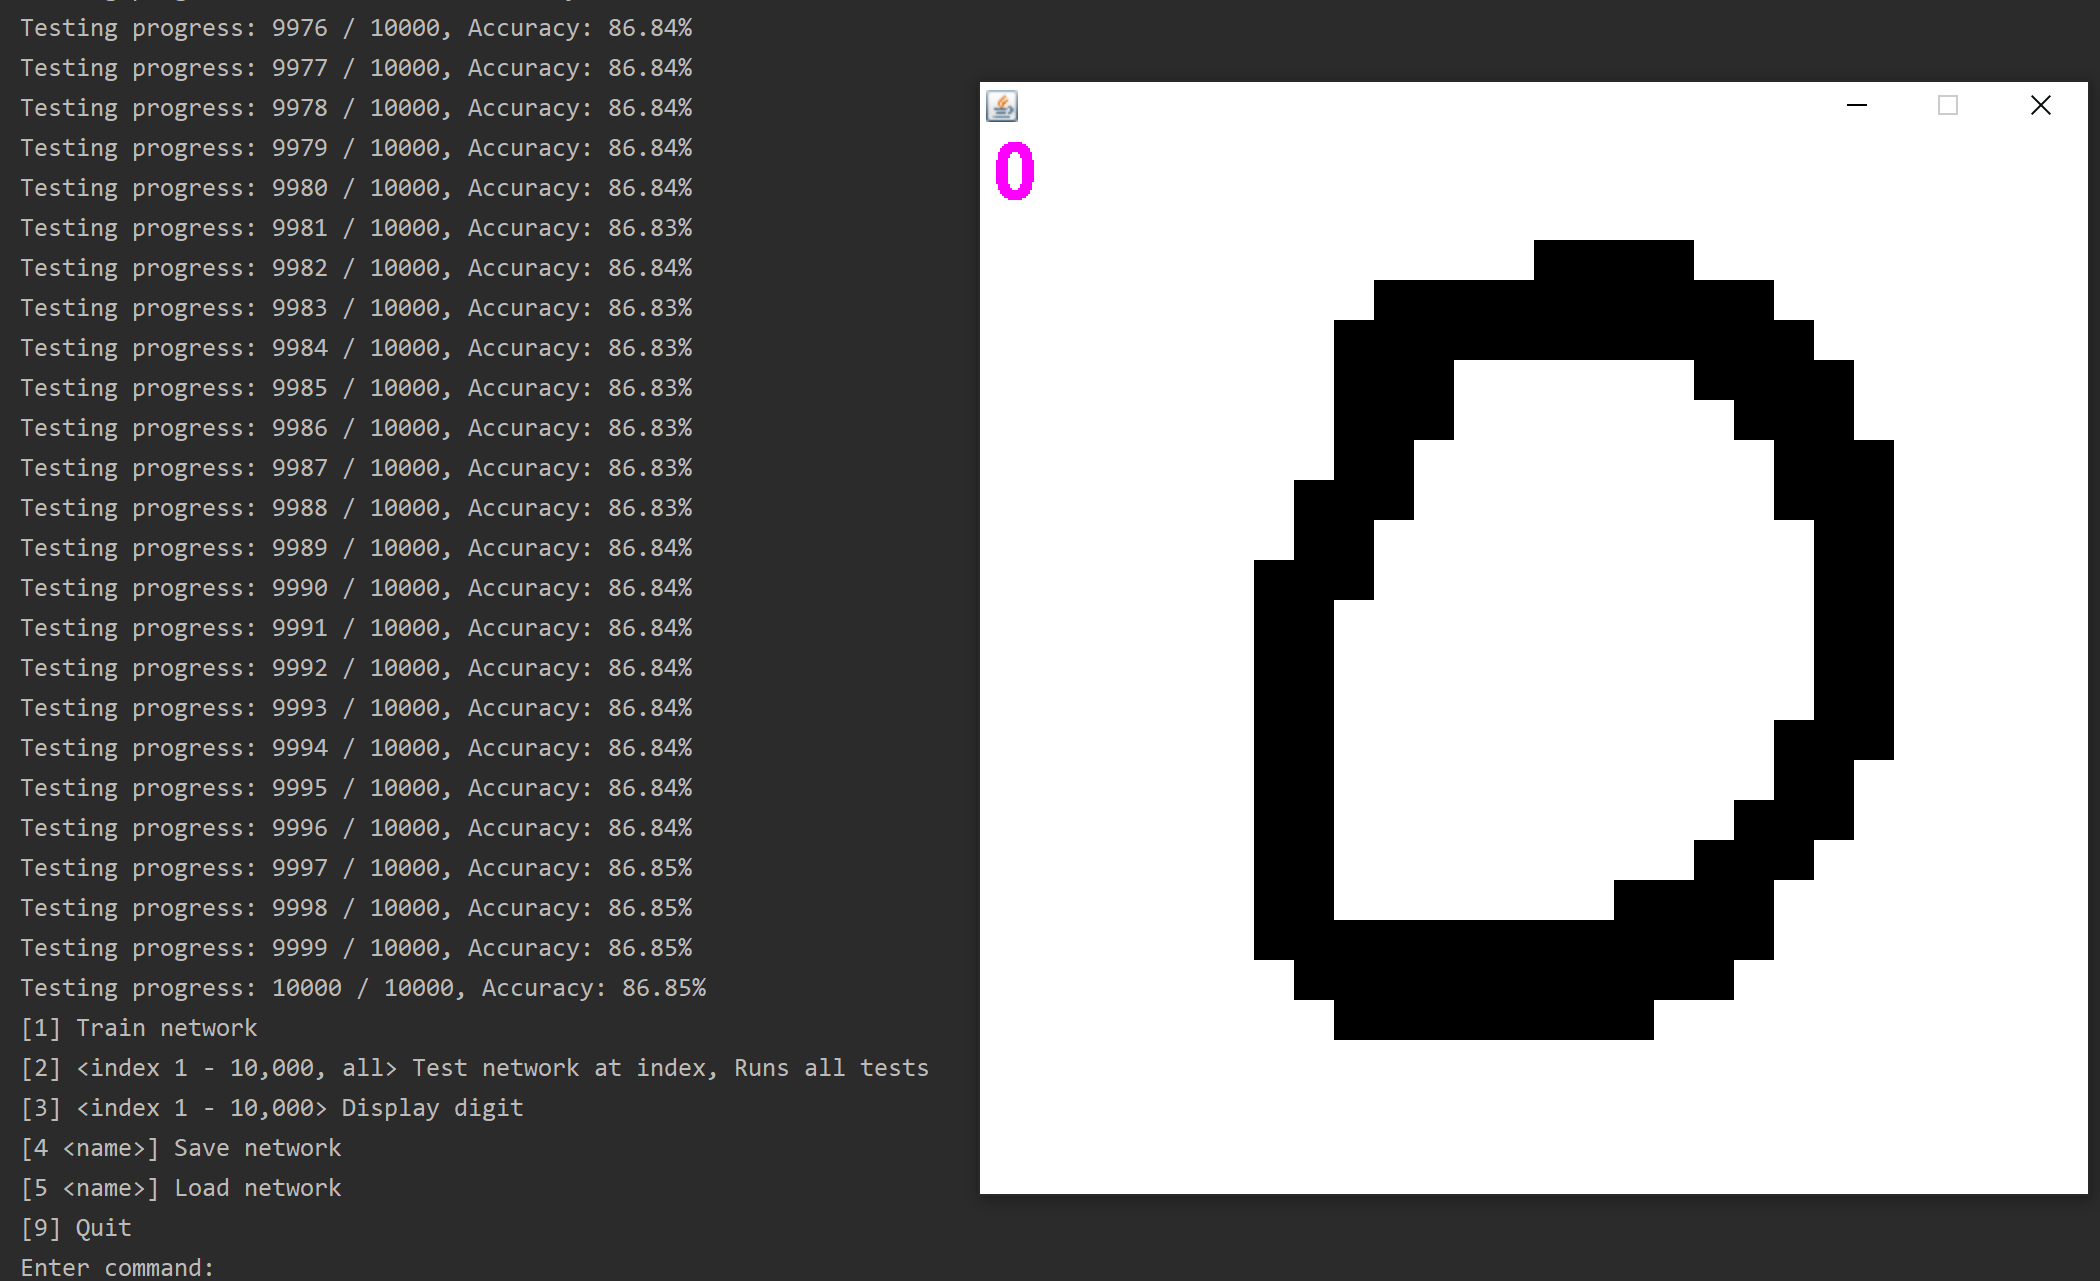 Testing progress: 9976 / 10000, Accuracy: 86.84%
Testing progress: 9977 / 10000, Accuracy: 86.84%
Testing progress: 9978 / 10000, Accuracy: 86.84%
Testing progress: 9979 / 10000, Accuracy: 86.84%
Testing progress: 9980 / 10000, Accuracy: 86.84%
Testing progress: 9981 / 10000, Accuracy: 86.83%
Testing progress: 9982 / 10000, Accuracy: 86.84%
Testing progress: 9983 / 10000, Accuracy: 86.83%
Testing progress: 9984 / 10000, Accuracy: 86.83%
Testing progress: 9985 / 10000, Accuracy: 86.83%
Testing progress: 9986 / 10000, Accuracy: 86.83%
Testing progress: 9987 / 10000, Accuracy: 86.83%
Testing progress: 9988 / 10000, Accuracy: 86.83%
Testing progress: 9989 / 10000, Accuracy: 86.84%
Testing progress: 9990 / 10000, Accuracy: 86.84%
Testing progress: 9991 / 10000, Accuracy: 86.84%
Testing progress: 9992 / 10000, Accuracy: 86.84%
Testing progress: 9993 / 10000, Accuracy: 86.84%
Testing progress: 9994 / 10000, Accuracy: 86.84%
Testing progress: 9995 / 10000, Accuracy: 86.84%
Testing progress: 9996 / 10000, Accuracy: 86.84%
Testing progress: 9997 / 10000, Accuracy: 86.85%
Testing progress: 9998 / 10000, Accuracy: 86.85%
Testing progress: 9999 / 10000, Accuracy: 86.85%
Testing progress: 10000 / 10000, Accuracy: 86.85%
[1] Train network
[2] <index 1 - 10,000, all> Test network at index, Runs all tests
[3] <index 1 - 10,000> Display digit
[4 <name>] Save network
[5 <name>] Load network
[9] Quit
Enter command:
0
0